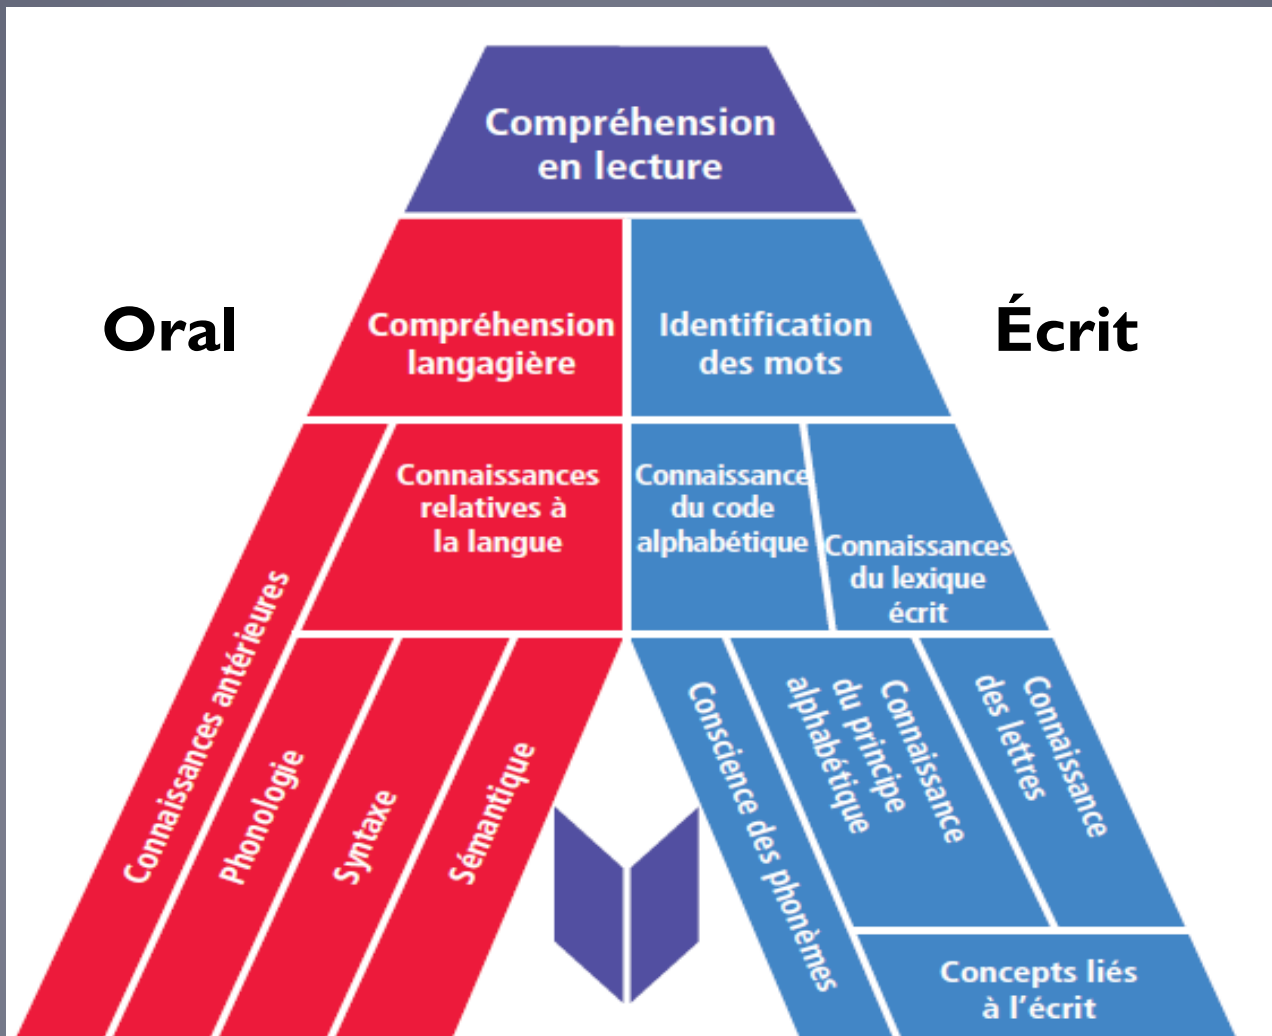 Compréhension
en lecture
Oral
Compréhension
langagière
Identification
des mots
Écrit
Connaissances
relatives à
la langue
Connaissance
du code
alphabétique
Connaissances
du lexique
écrit
Connaissances antérieures
Phonologie
Syntaxe
Sémantique
Conscience des phonèmes
Connaissance
du principe
alphabétique
Connaissance
des lettres
Concepts liés
à l'écrit